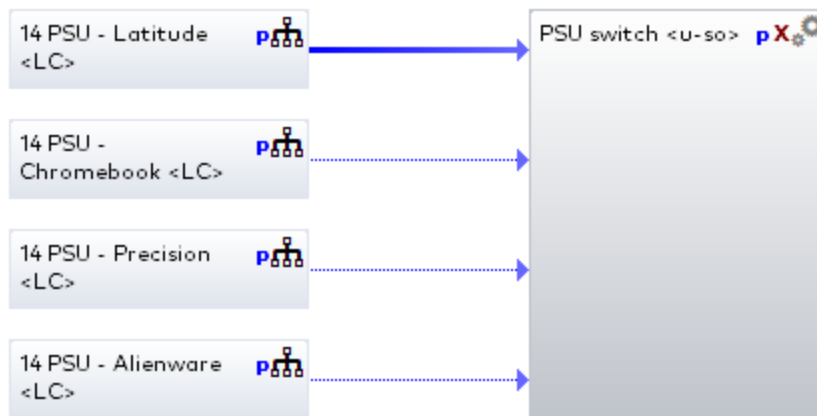 14 PSU - Latitude
<LC>
p
PSU switch <u-so>
p X
14 PSU -
Chromebook <LC>
p
14 PSU - Precision
<LC>
p
14 PSU - Alienware
<LC>
p